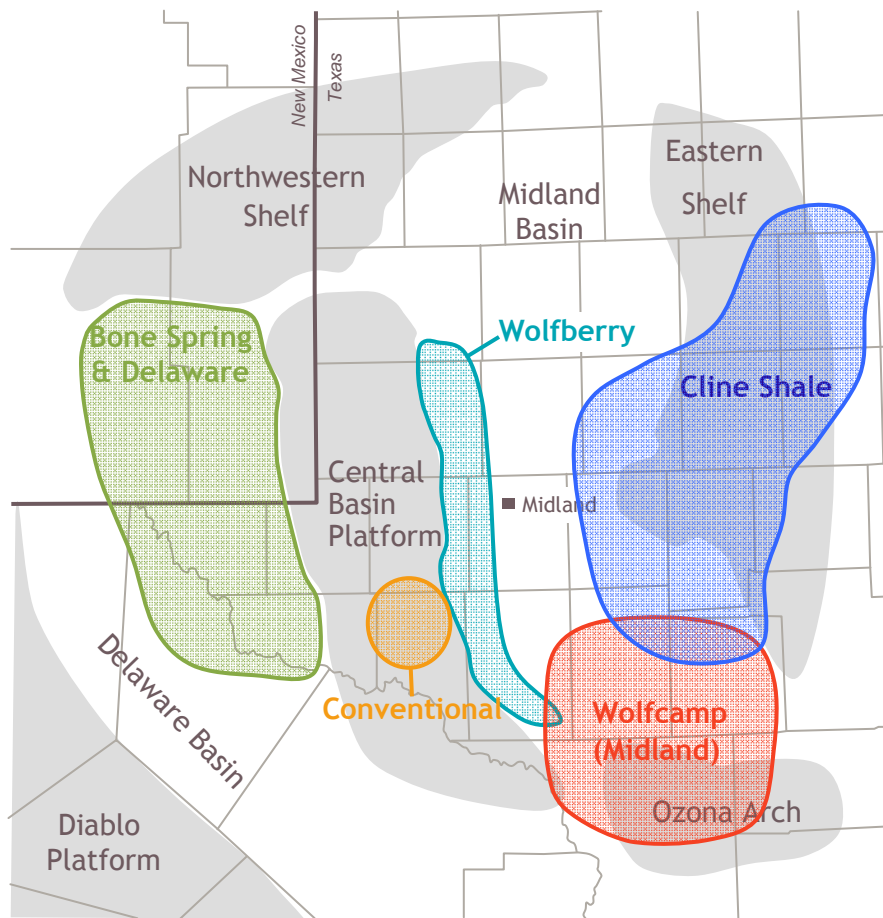 New Mexico
Texas
Northwestern
Shelf
Midland
Basin
Eastern
Shelf
Bone Spring
& Delaware
Wolfberry
Cline Shale
Central
Basin
Platform
Midland
Delaware Basin
Conventional
Wolfcamp
(Midland)
Ozona Arch
Diablo
Platform